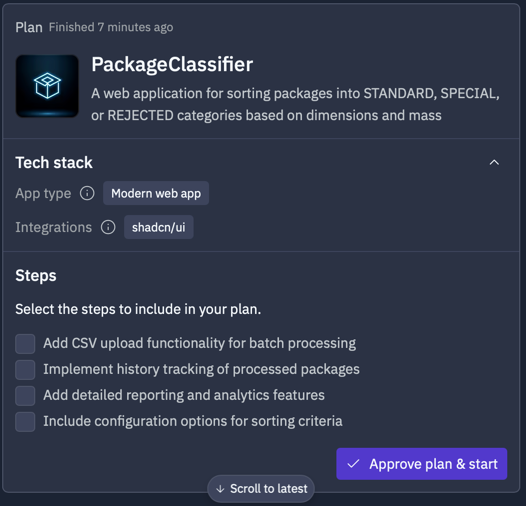 Plan Finished 7 minutes ago
PackageClassifier
A web application for sorting packages into STANDARD, SPECIAL,
or REJECTED categories based on dimensions and mass
Tech stack
App type Modern web app
Integrations shadcn/ui
Steps
Select the steps to include in your plan.
Add CSV upload functionality for batch processing
Implement history tracking of processed packages
Add detailed reporting and analytics features
Include configuration options for sorting criteria
Approve plan & start
Scroll to latest